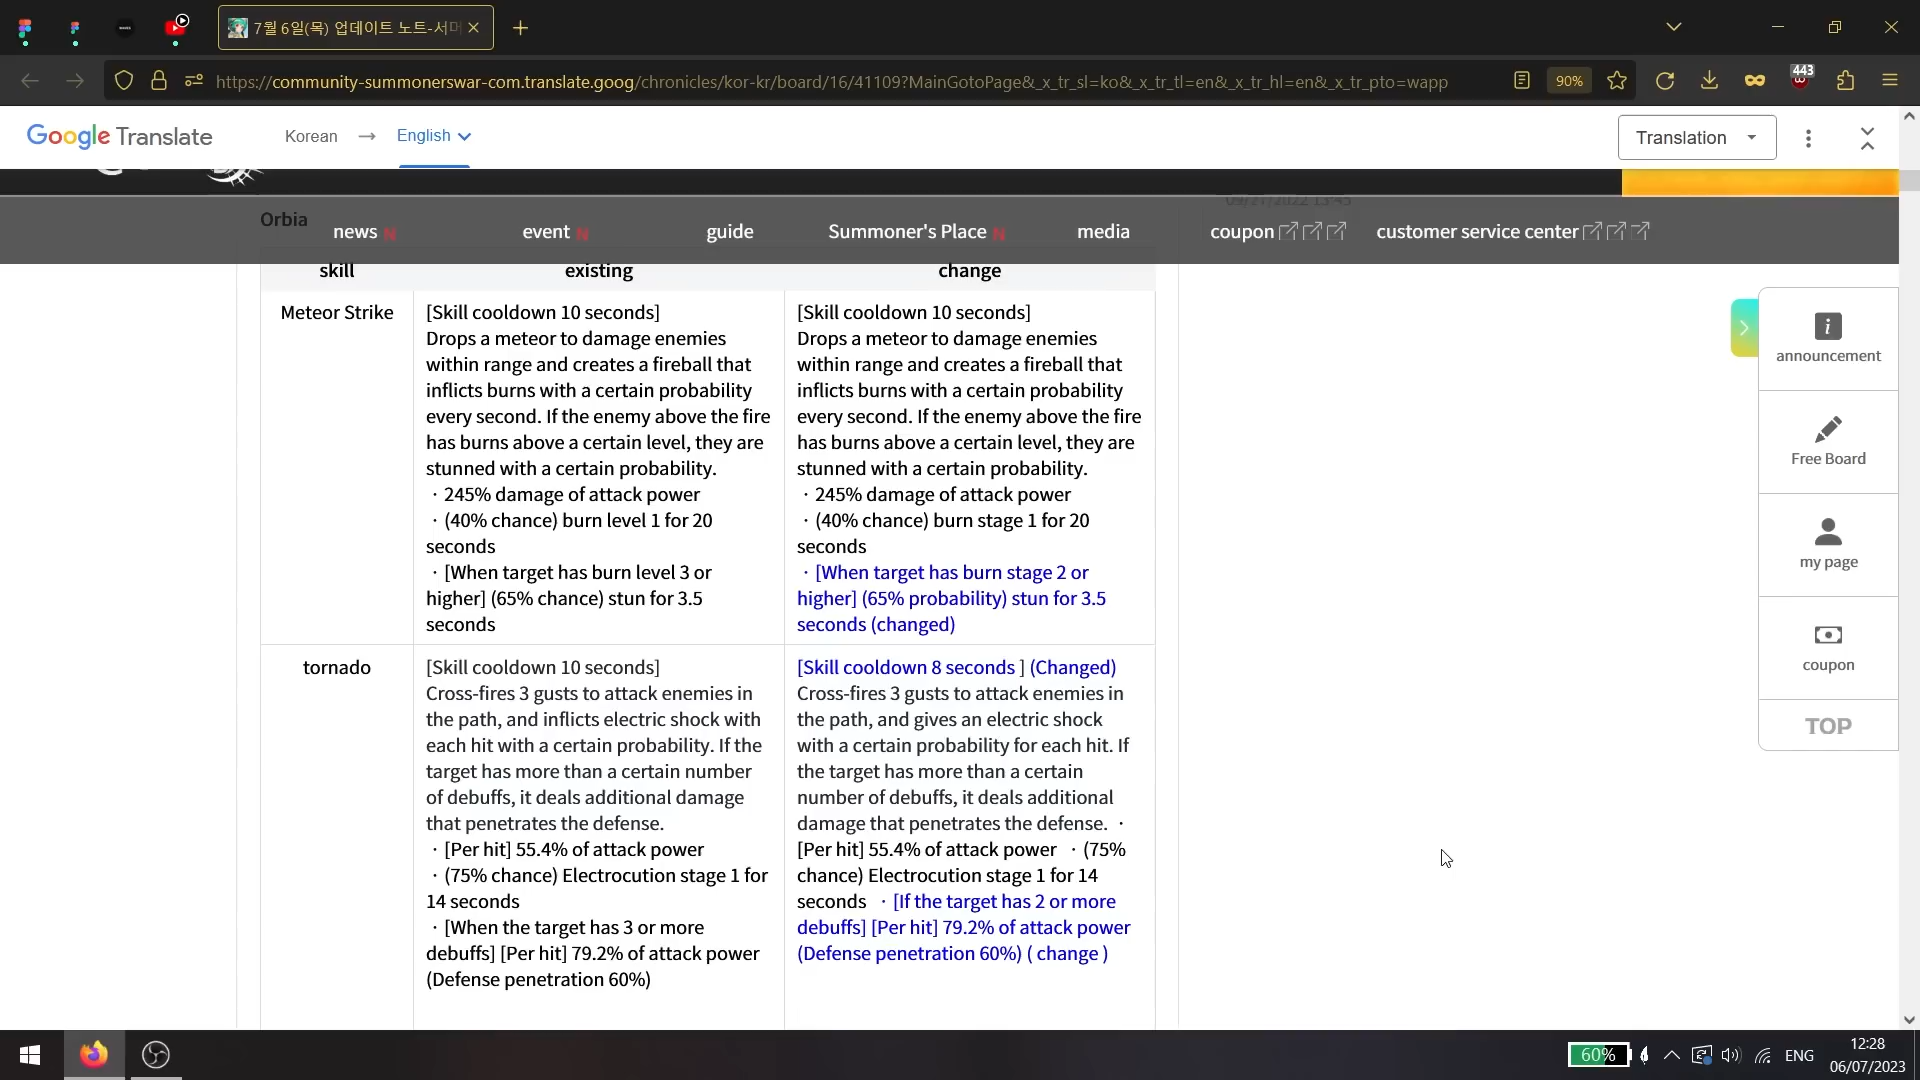 7월 6일(목) 업데이트 노트-서머
https://community-summonerswar-com.translate.goog/chronicles/kor-kr/board/16/41109?MainGotoPage&_x_tr_sl=ko&_x_tr_tl=en&_x_tr_hl=en&_x_tr_pto=wapp
90%
443
Google Translate
Korean → English
Translation
09/27/2022 13:45
Orbia
news N
event N
guide
Summoner's Place N
media
coupon
customer service center
skill existing change
Meteor Strike
[Skill cooldown 10 seconds]
Drops a meteor to damage enemies
within range and creates a fireball that
inflicts burns with a certain probability
every second. If the enemy above the fire
has burns above a certain level, they are
stunned with a certain probability.
· 245% damage of attack power
· (40% chance) burn level 1 for 20
seconds
· [When target has burn level 3 or
higher] (65% chance) stun for 3.5
seconds
[Skill cooldown 10 seconds]
Drops a meteor to damage enemies
within range and creates a fireball that
inflicts burns with a certain probability
every second. If the enemy above the fire
has burns above a certain level, they are
stunned with a certain probability.
· 245% damage of attack power
· (40% chance) burn stage 1 for 20
seconds
· [When target has burn stage 2 or
higher] (65% probability) stun for 3.5
seconds (changed)
tornado
[Skill cooldown 10 seconds]
Cross-fires 3 gusts to attack enemies in
the path, and inflicts electric shock with
each hit with a certain probability. If the
target has more than a certain number
of debuffs, it deals additional damage
that penetrates the defense.
· [Per hit] 55.4% of attack power
· (75% chance) Electrocution stage 1 for
14 seconds
· [When the target has 3 or more
debuffs] [Per hit] 79.2% of attack power
(Defense penetration 60%)
[Skill cooldown 8 seconds ] (Changed)
Cross-fires 3 gusts to attack enemies in
the path, and gives an electric shock
with a certain probability for each hit. If
the target has more than a certain
number of debuffs, it deals additional
damage that penetrates the defense. ·
[Per hit] 55.4% of attack power · (75%
chance) Electrocution stage 1 for 14
seconds · [If the target has 2 or more
debuffs] [Per hit] 79.2% of attack power
(Defense penetration 60%) ( change )
announcement
Free Board
my page
coupon
TOP
60%
ENG
12:28
06/07/2023